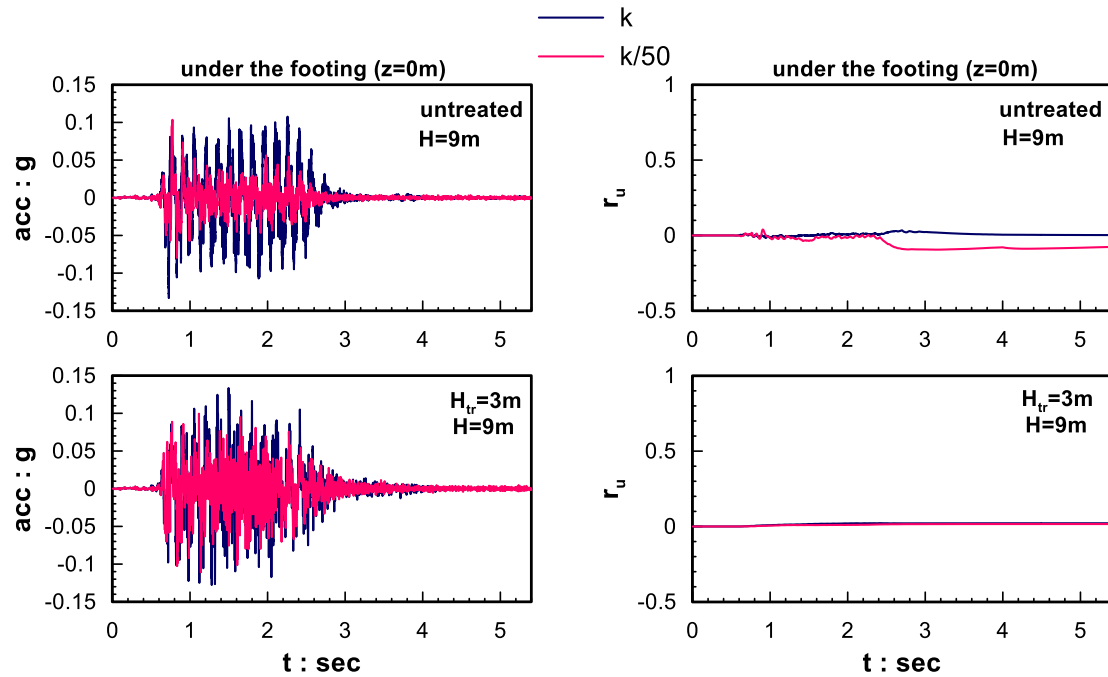 k
k/50
under the footing (z=0m)
0.15
0.1
0.05
0
-0.05
-0.1
-0.15
acc : g
untreated
H=9m
0 1 2 3 4 5
under the footing (z=0m)
1
0.5
0
-0.5
r_u
untreated
H=9m
0 1 2 3 4 5
0.15
0.1
0.05
0
-0.05
-0.1
-0.15
acc : g
H_tr=3m
H=9m
0 1 2 3 4 5
t : sec
1
0.5
0
-0.5
r_u
H_tr=3m
H=9m
0 1 2 3 4 5
t : sec